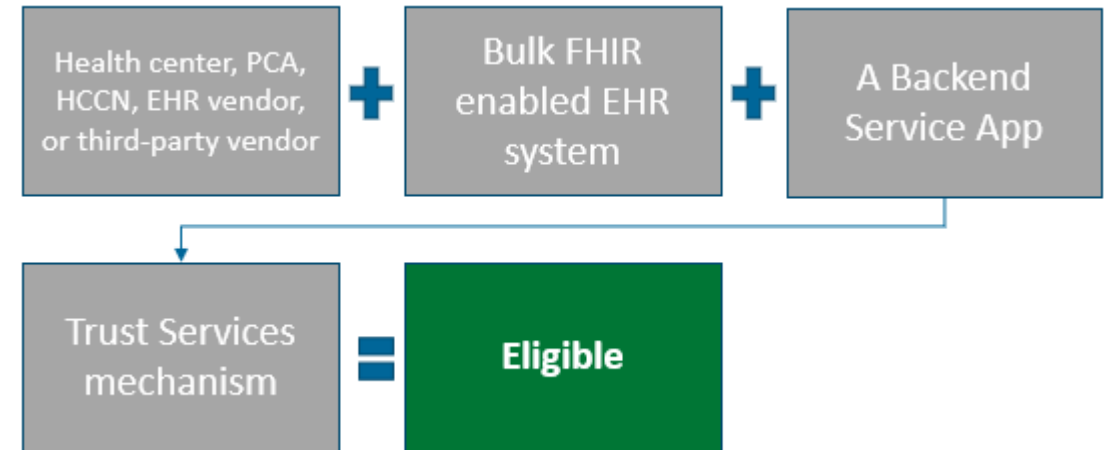 Health center, PCA,
HCCN, EHR vendor,
or third-party vendor
Bulk FHIR
enabled EHR
system
A Backend
Service App
Trust Services
mechanism
Eligible